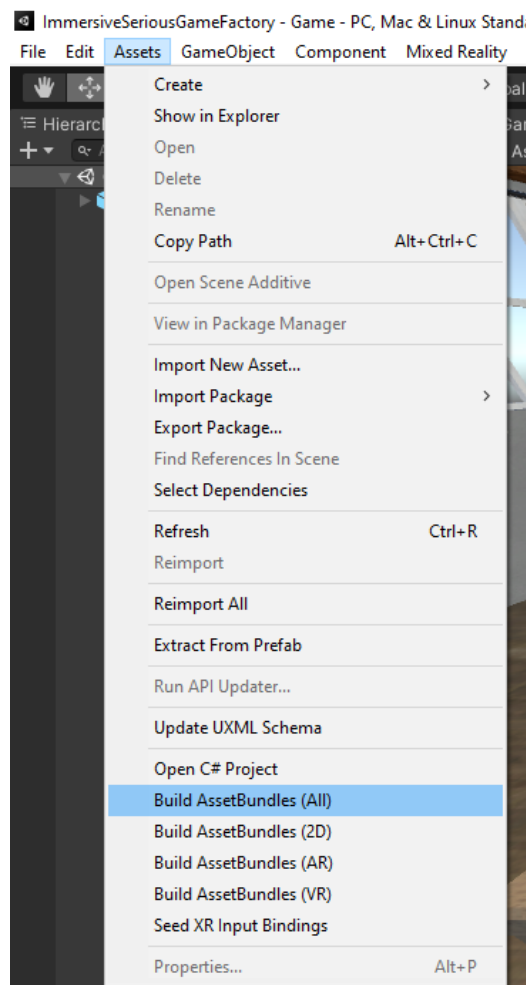 ImmersiveSeriousGameFactory - Game - PC, Mac & Linux Stand
File Edit Assets GameObject Component Mixed Reality
Create
Show in Explorer
Hierarc
Open
Delete
Rename
Copy Path Alt+Ctrl+C
Open Scene Additive
View in Package Manager
Import New Asset...
Import Package
Export Package...
Find References In Scene
Select Dependencies
Refresh Ctrl+R
Reimport
Reimport All
Extract From Prefab
Run API Updater...
Update UXML Schema
Open C# Project
Build AssetBundles (All)
Build AssetBundles (2D)
Build AssetBundles (AR)
Build AssetBundles (VR)
Seed XR Input Bindings
Properties... Alt+P